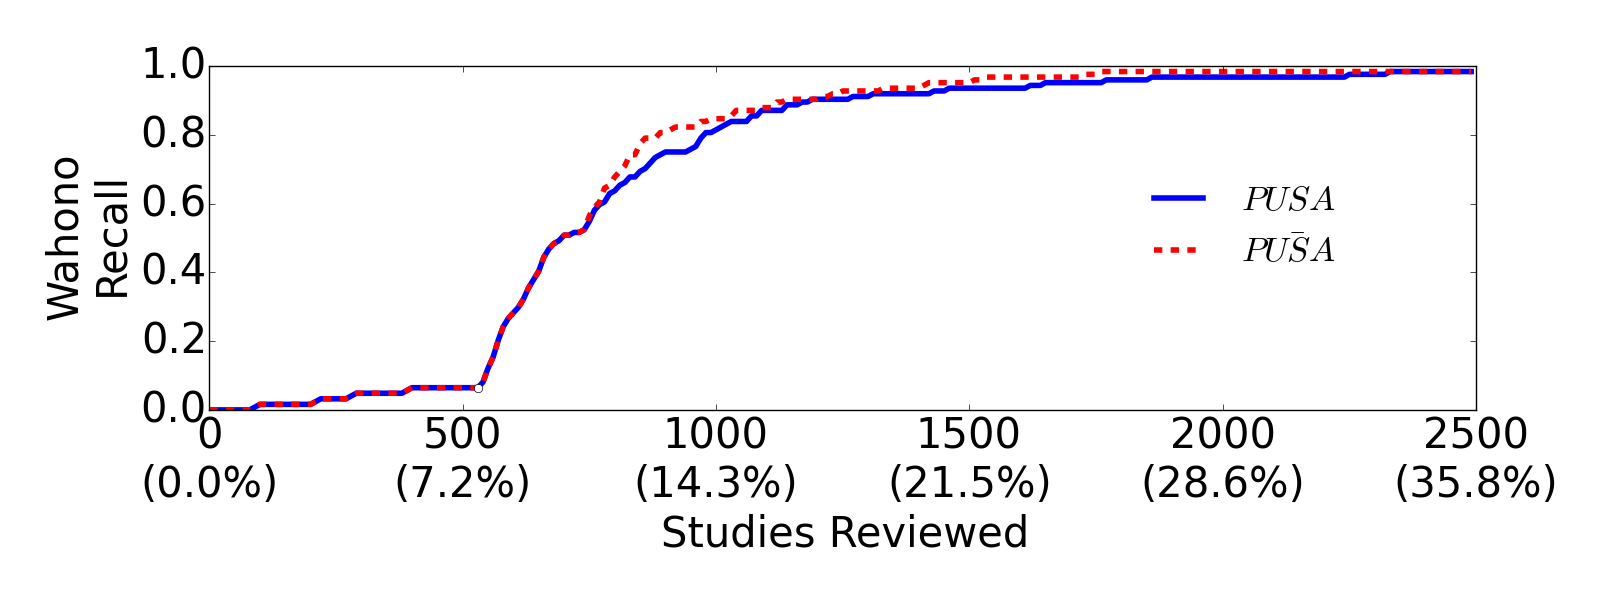 1.0
0.8
0.6
0.4
0.2
0.0
Wahono
Recall
PUSA
PUS̄A
0 500 1000 1500 2000 2500
(0.0%) (7.2%) (14.3%) (21.5%) (28.6%) (35.8%)
Studies Reviewed